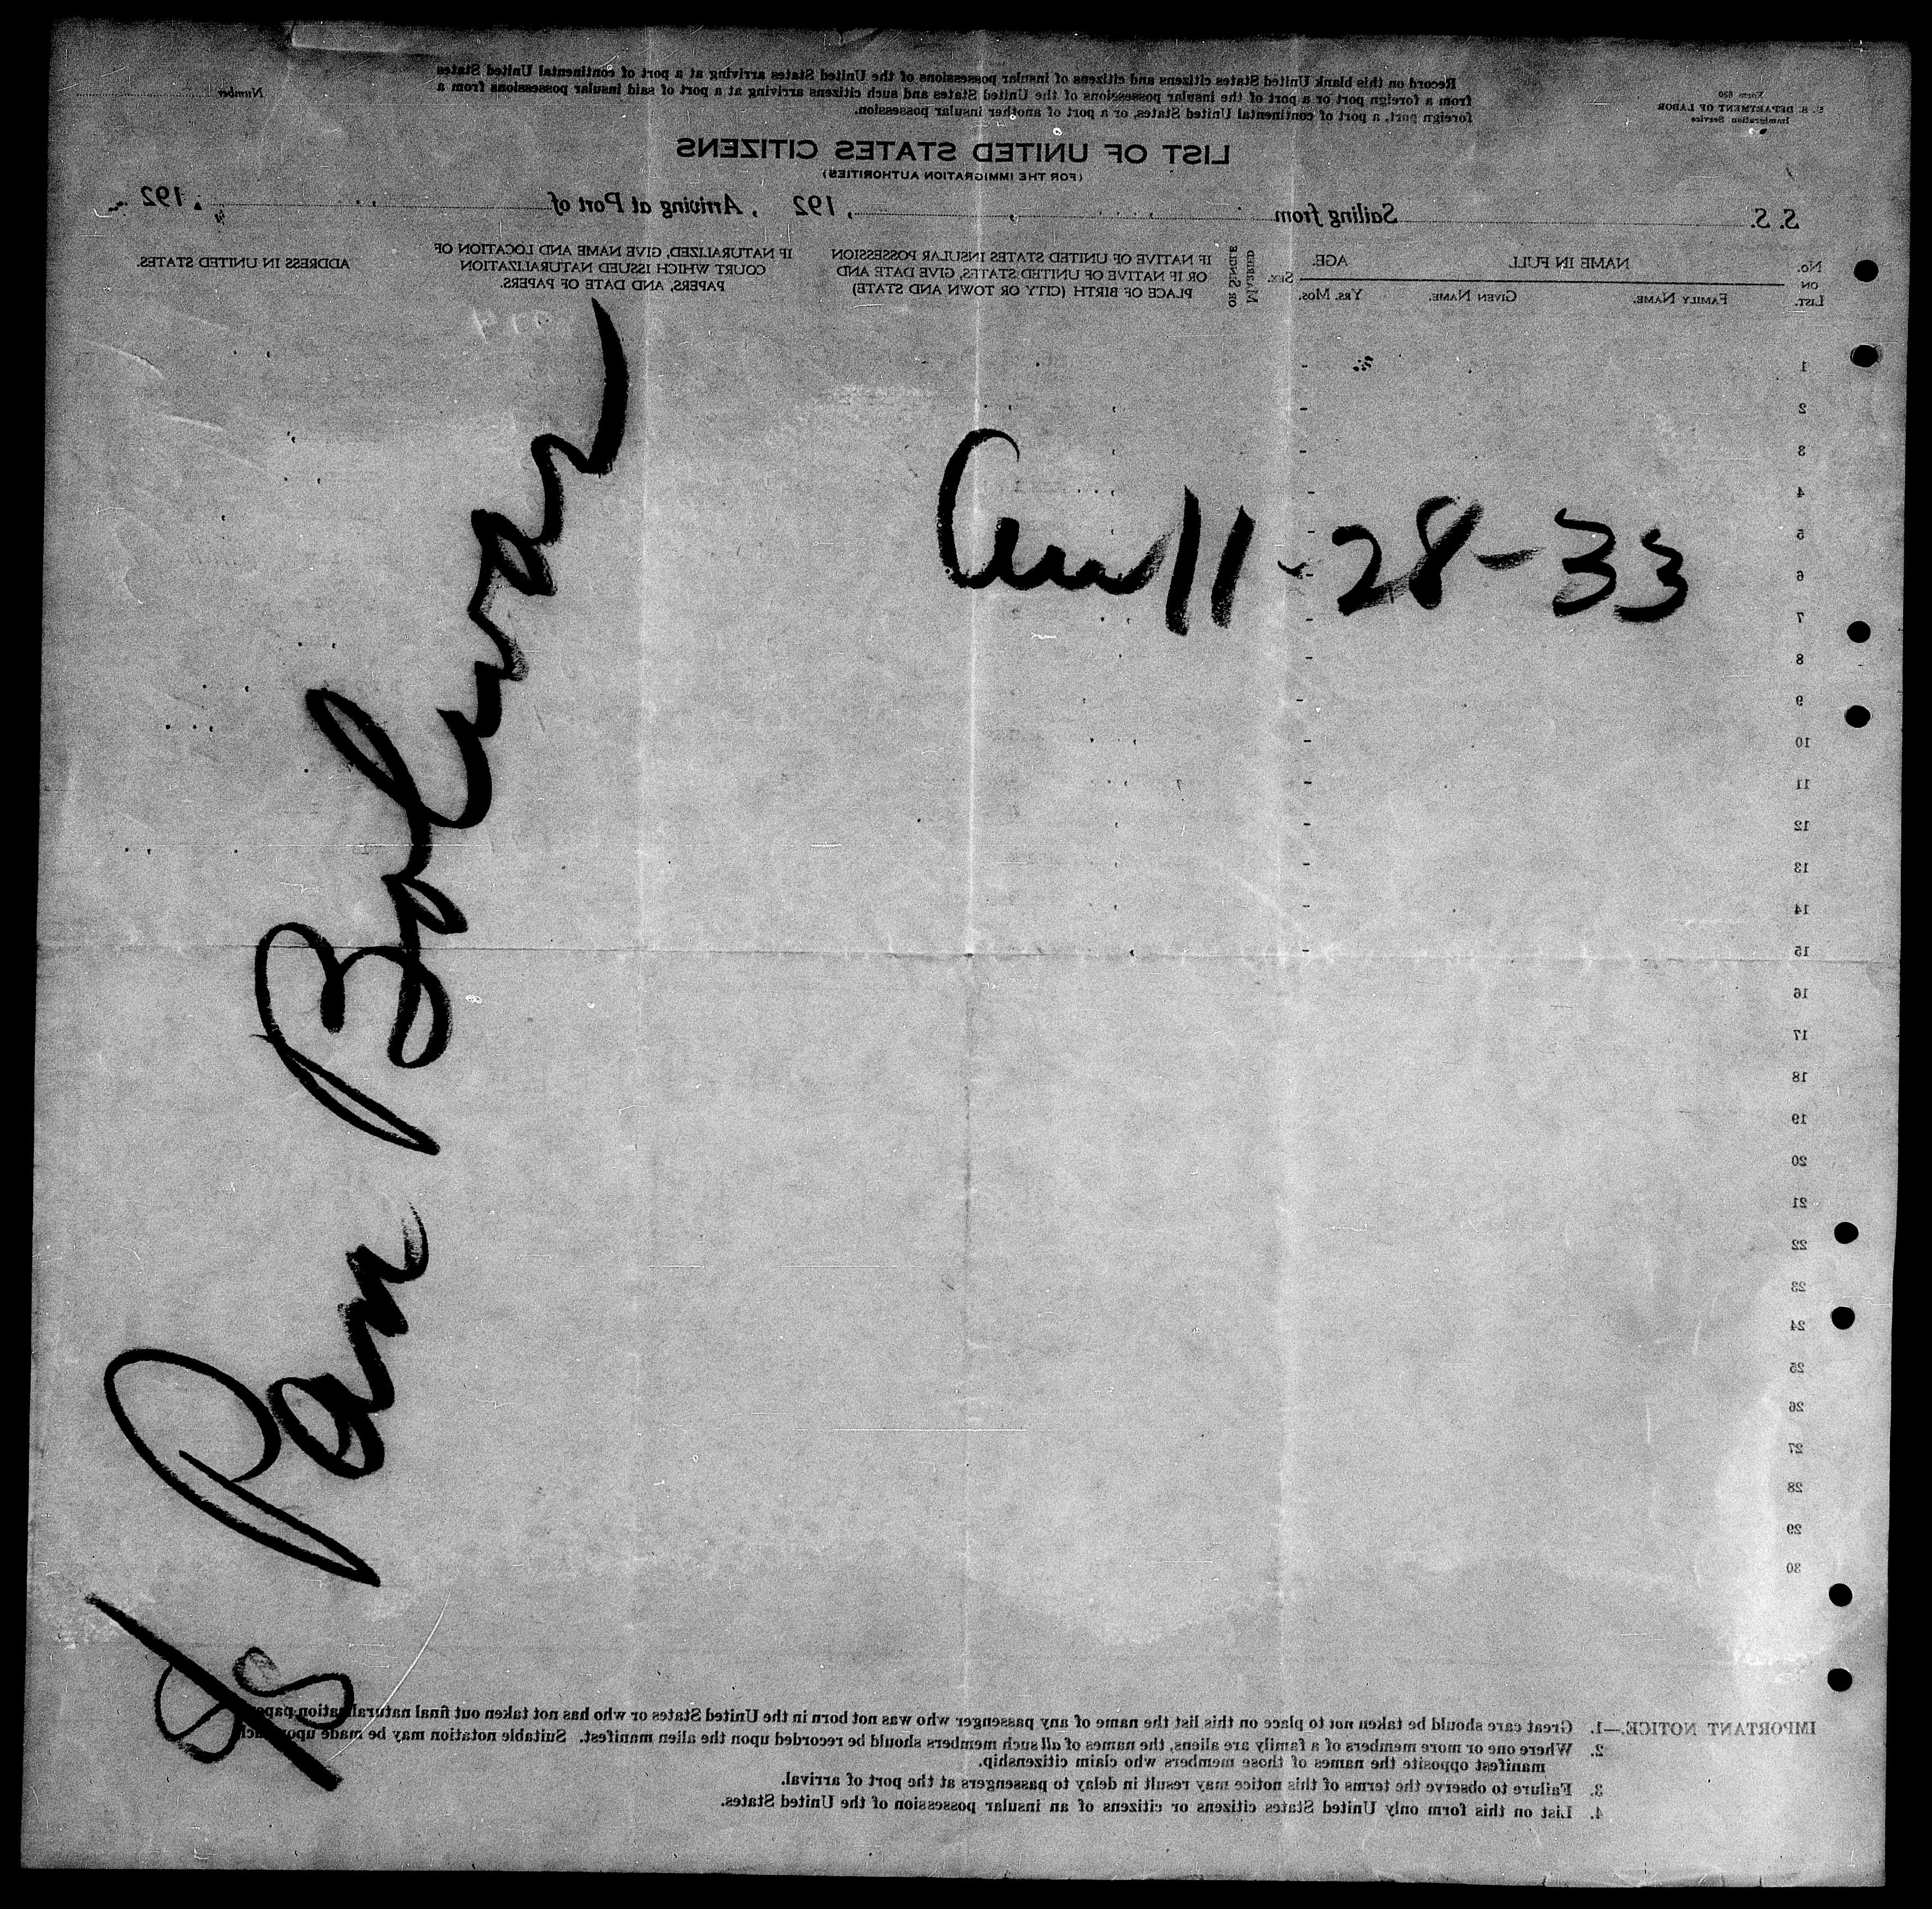 Form 630
U. S. DEPARTMENT OF LABOR
Immigration Service
Record on this blank United States citizens and citizens of insular possessions of the United States arriving at a port of continental United States
from a foreign port or a port of the insular possessions of the United States and such citizens arriving at a port of said insular possessions from a
foreign port, a port of continental United States, or a port of another insular possession.
Number
LIST OF UNITED STATES CITIZENS
(FOR THE IMMIGRATION AUTHORITIES)
S. S. Sailing from , 192 , Arriving at Port of , 192
No. ON LIST.
NAME IN FULL
FAMILY NAME. GIVEN NAME.
AGE.
YRS. MOS.
SEX.
MARRIED OR SINGLE
IF NATIVE OF UNITED STATES INSULAR POSSESSION
OR IF NATIVE OF UNITED STATES, GIVE DATE AND
PLACE OF BIRTH (CITY OR TOWN AND STATE)
IF NATURALIZED, GIVE NAME AND LOCATION OF
COURT WHICH ISSUED NATURALIZATION
PAPERS, AND DATE OF PAPERS.
ADDRESS IN UNITED STATES.
1
2
3
4
5
6
7
8
9
10
11
12
13
14
15
16
17
18
19
20
21
22
23
24
25
26
27
28
29
30
11-28-33
SS Pan Bolivar
IMPORTANT NOTICE.—1. Great care should be taken not to place on this list the name of any passenger who was not born in the United States or who has not taken out final naturalization papers.
2. Where one or more members of a family are aliens, the names of all such members should be recorded upon the alien manifest. Suitable notation may be made upon such
manifest opposite the names of those members who claim citizenship.
3. Failure to observe the terms of this notice may result in delay to passengers at the port of arrival.
4. List on this form only United States citizens or citizens of an insular possession of the United States.